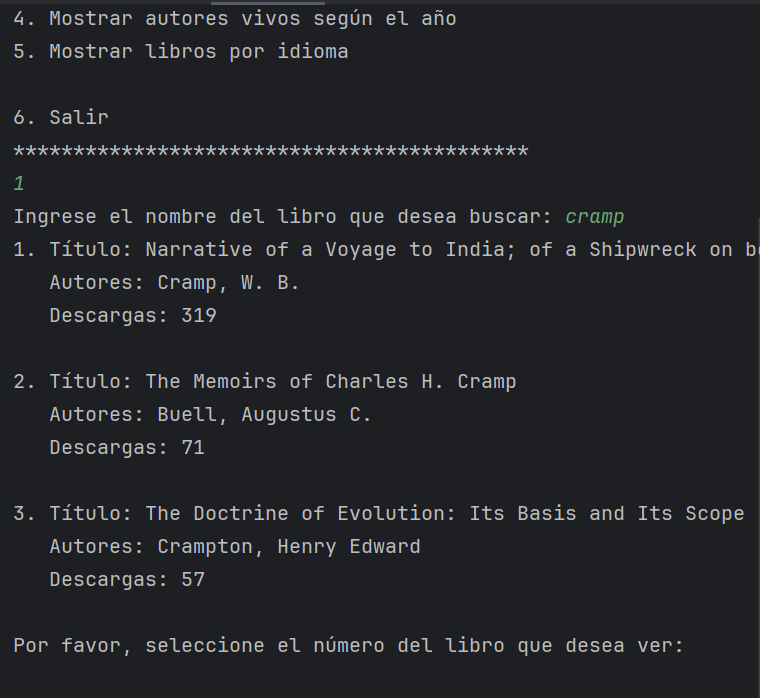 4. Mostrar autores vivos según el año
5. Mostrar libros por idioma
6. Salir
*******************************************
1
Ingrese el nombre del libro que desea buscar: cramp
1. Título: Narrative of a Voyage to India; of a Shipwreck on
Autores: Cramp, W. B.
Descargas: 319
2. Título: The Memoirs of Charles H. Cramp
Autores: Buell, Augustus C.
Descargas: 71
3. Título: The Doctrine of Evolution: Its Basis and Its Scope
Autores: Crampton, Henry Edward
Descargas: 57
Por favor, seleccione el número del libro que desea ver: